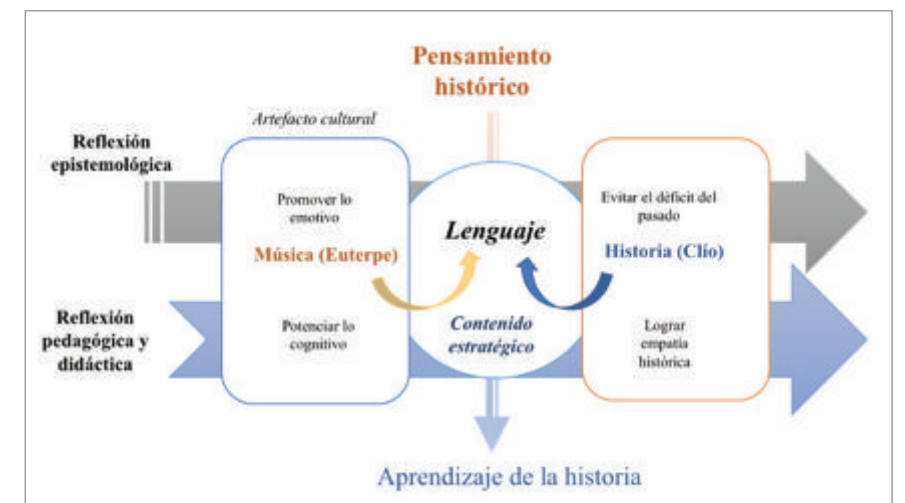 Pensamiento
histórico
Artefacto cultural
Reflexión
epistemológica
Promover lo
emotivo
Música (Euterpe)
Potenciar lo
cognitivo
Lenguaje
Contenido
estratégico
Evitar el déficit del
pasado
Historia (Clío)
Lograr
empatía
histórica
Reflexión
pedagógica y
didáctica
Aprendizaje de la historia